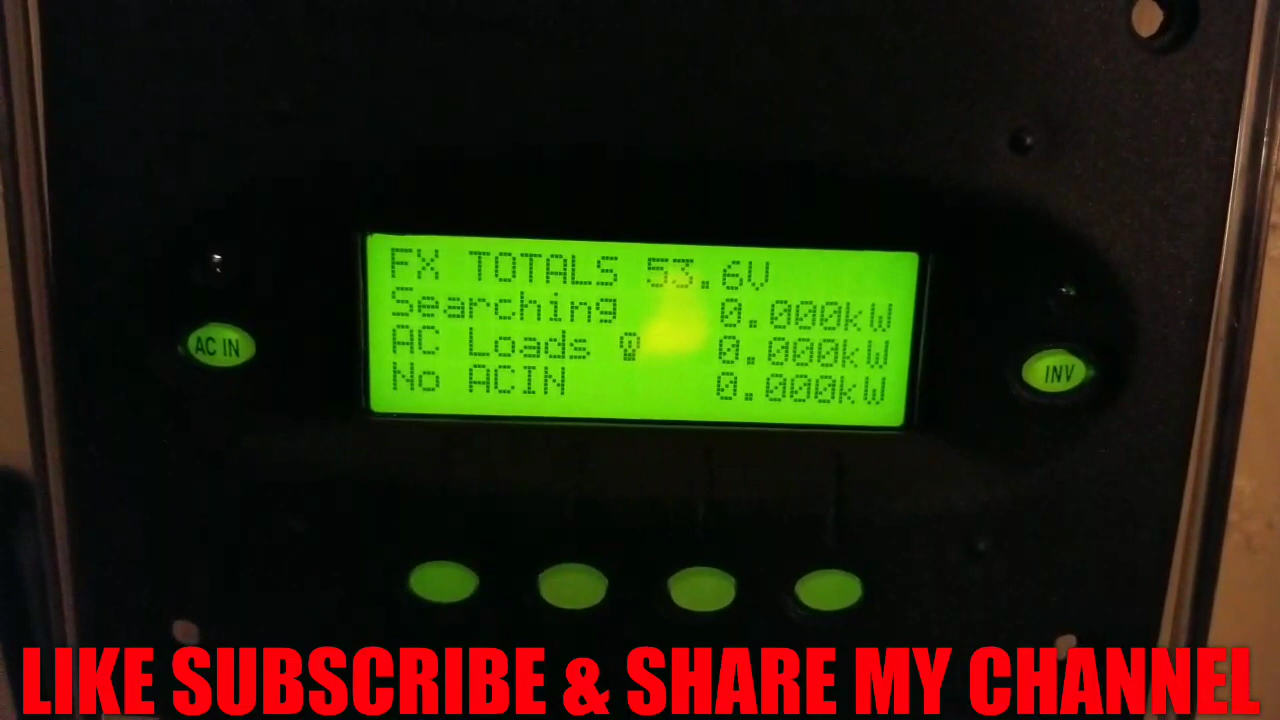 FX TOTALS 53.6V
Searching 0.000kW
AC Loads 0.000kW
No ACIN 0.000kW
AC IN
INV
LIKE SUBSCRIBE & SHARE MY CHANNEL